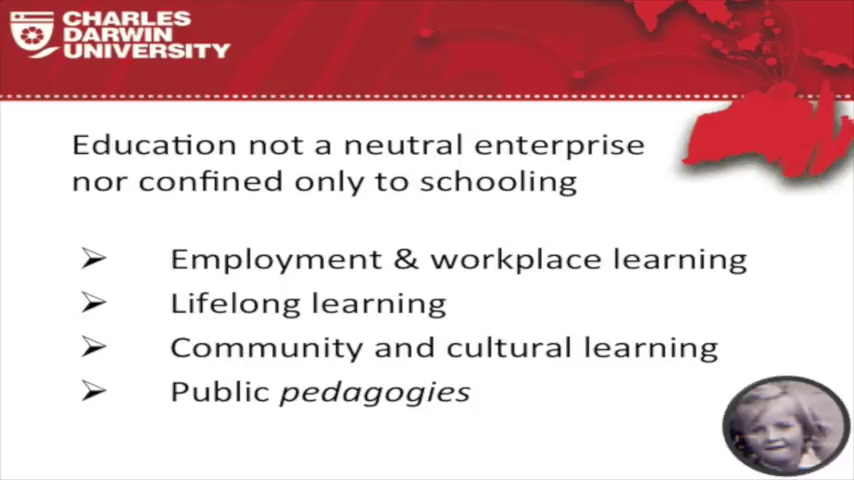 CHARLES
DARWIN
UNIVERSITY
Education not a neutral enterprise
nor confined only to schooling
Employment & workplace learning
Lifelong learning
Community and cultural learning
Public pedagogies